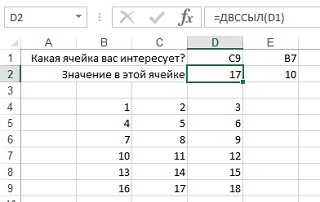 D2 =ДВССЫЛ(D1)
A B C D E
1 Какая ячейка вас интересует? C9 B7
2 Значение в этой ячейке 17 10
3
4 1 2 3
5 4 5 6
6 7 8 9
7 10 11 12
8 13 14 15
9 16 17 18